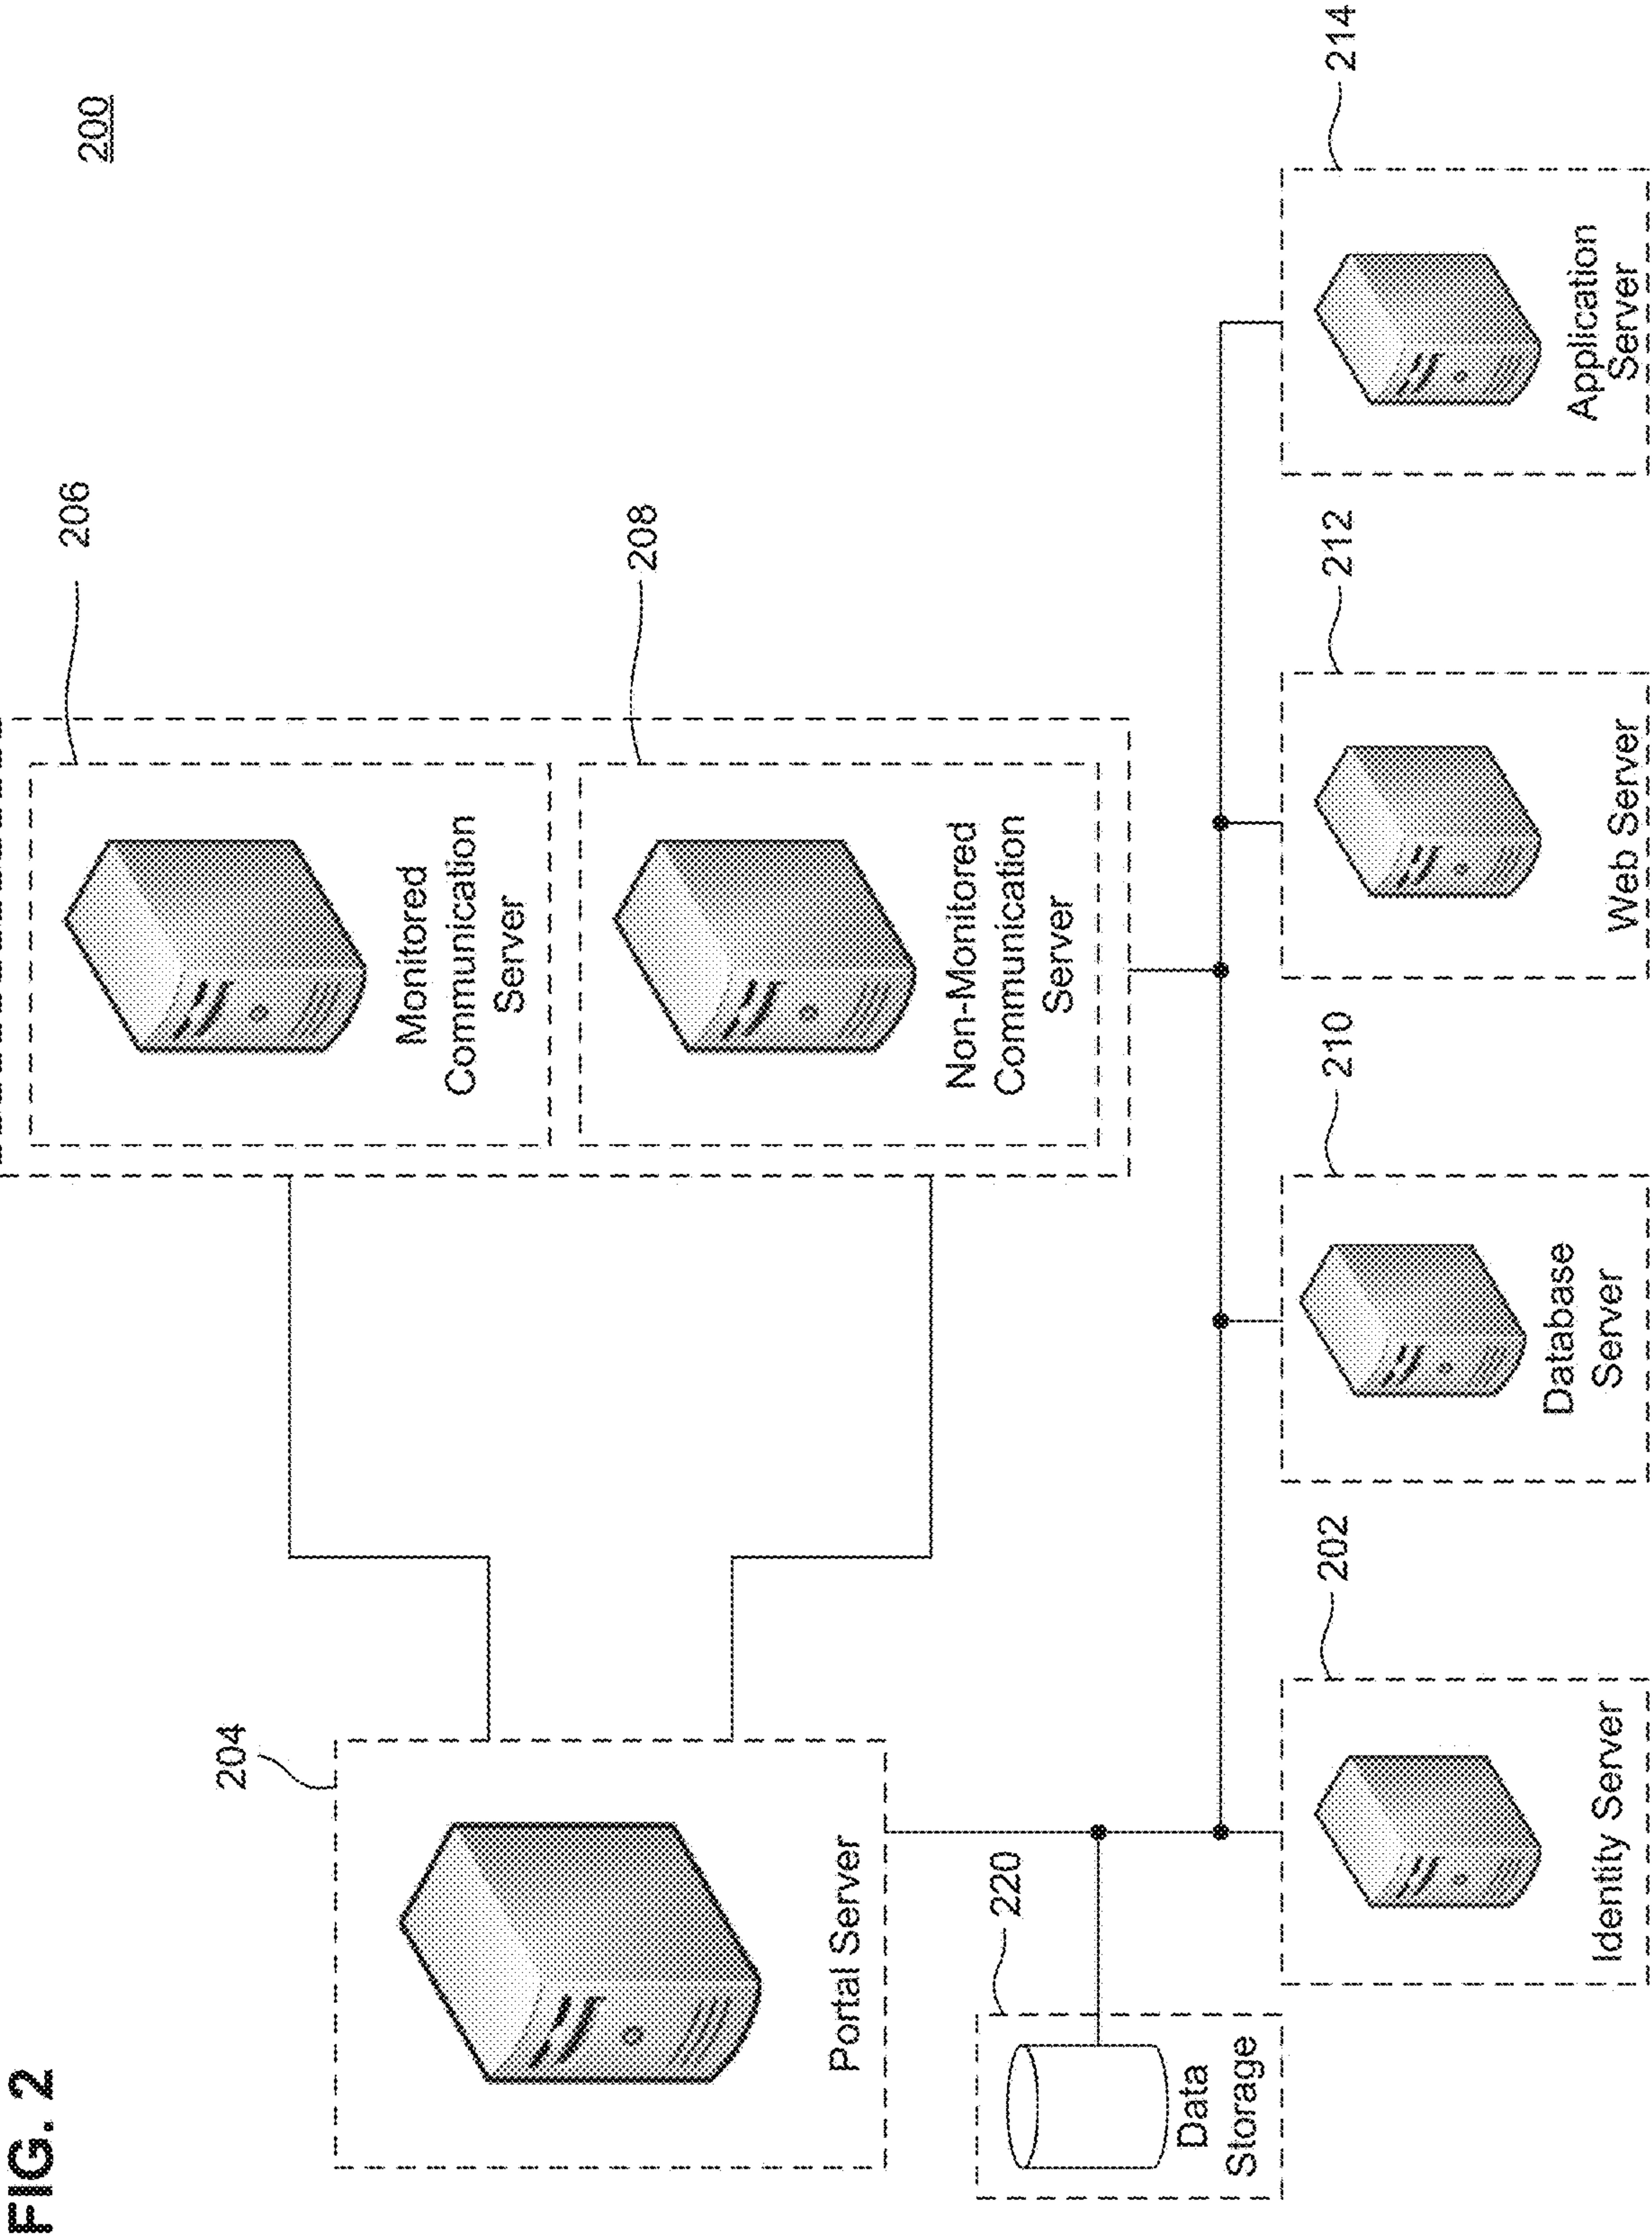 FIG. 2
200
204
Portal Server
206
Monitored
Communication
Server
208
Non-Monitored
Communication
Server
220
Data
Storage
202
Identity Server
210
Database
Server
212
Web Server
214
Application
Server